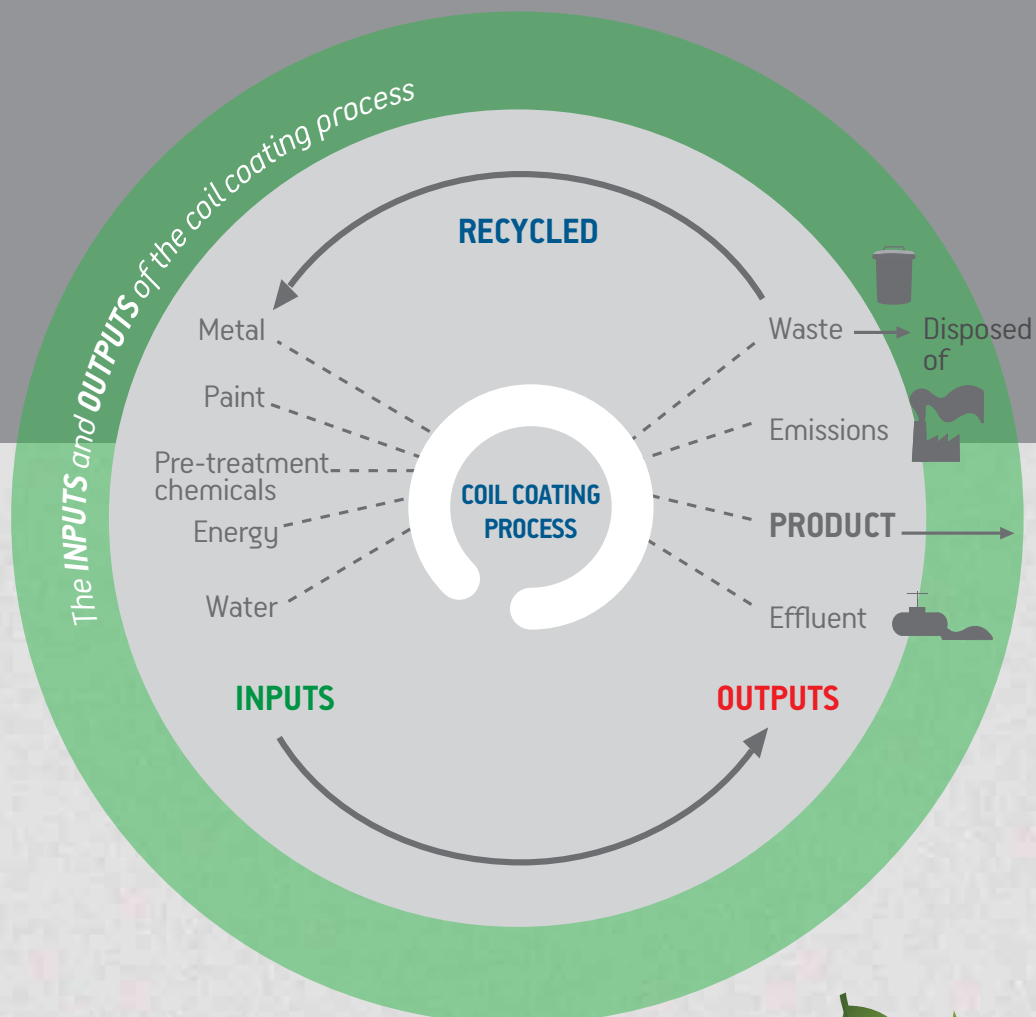 The INPUTS and OUTPUTS of the coil coating process
RECYCLED
Metal
Paint
Pre-treatment
chemicals
Energy
Water
INPUTS
COIL COATING
PROCESS
Waste
Disposed
of
Emissions
PRODUCT
Effluent
OUTPUTS